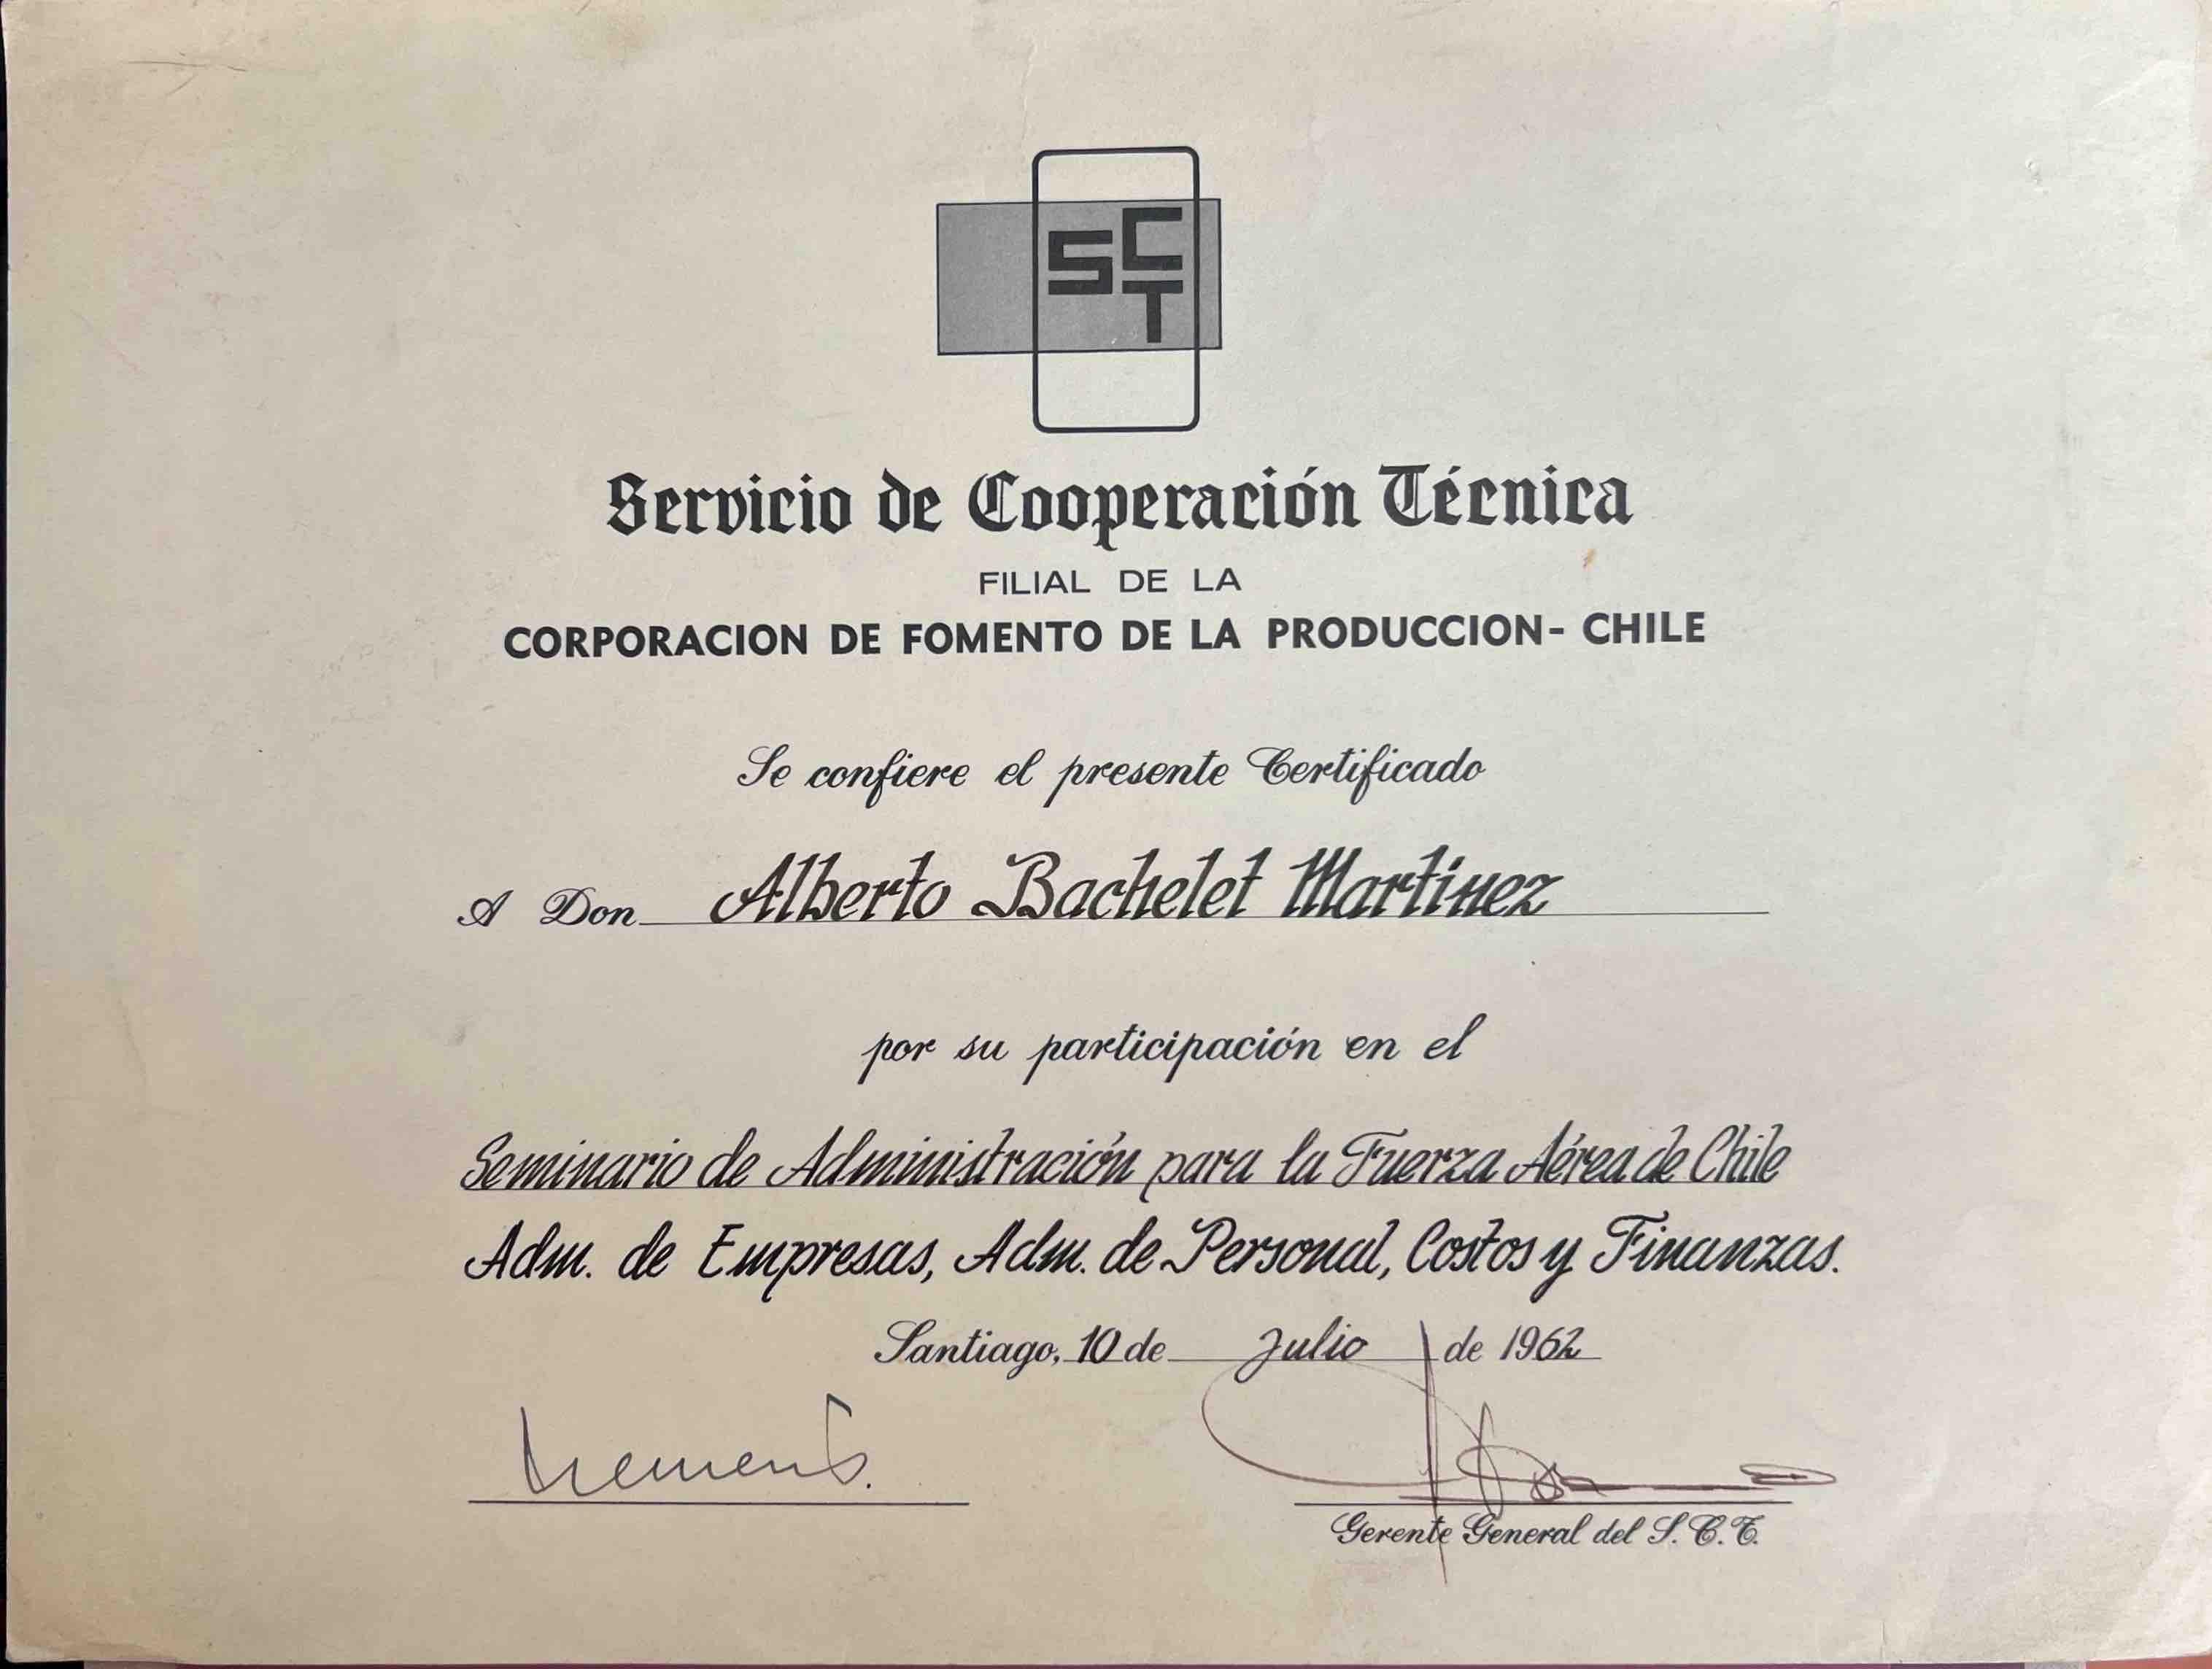 SCT
Servicio de Cooperación Técnica
FILIAL DE LA
CORPORACION DE FOMENTO DE LA PRODUCCION- CHILE
Se confiere el presente Certificado
A Don Alberto Bachelet Martinez
por su participación en el
Seminario de Administración para la Fuerza Aérea de Chile
Adm. de Empresas, Adm. de Personal, Costos y Finanzas.
Santiago, 10 de Julio de 1962
Gerente General del S. C. T.